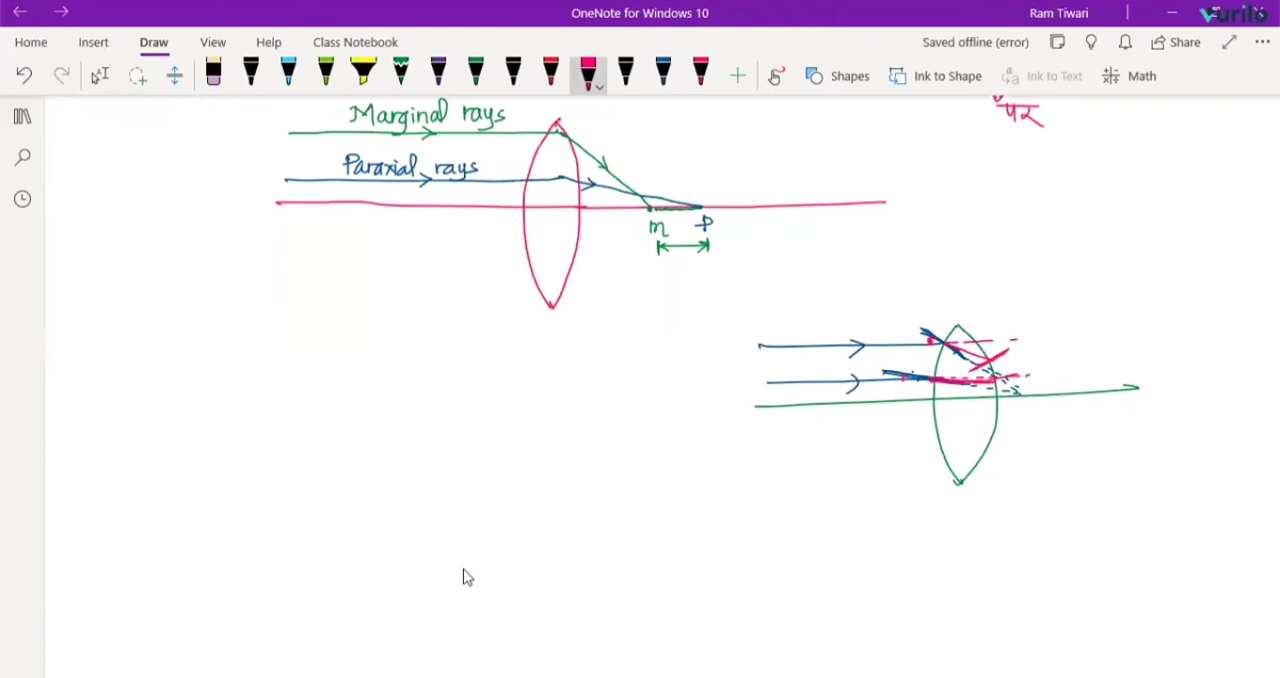 OneNote for Windows 10
Ram Tiwari
Vurilo
Home Insert Draw View Help Class Notebook
Saved offline (error) Share
Shapes Ink to Shape Ink to Text Math
Marginal rays
Paraxial rays
m P